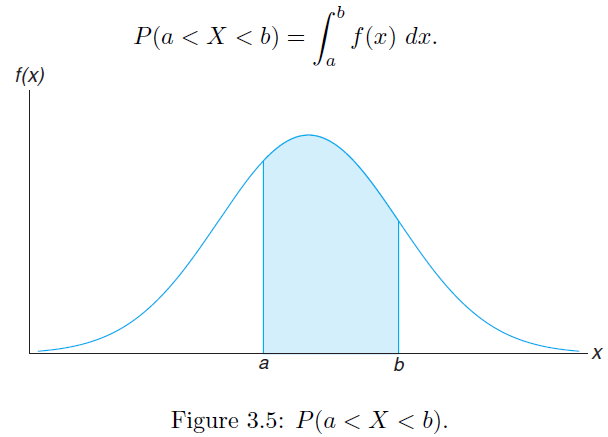 P(a < X < b) = ∫_a^b f(x) dx.
f(x)
x
a
b
Figure 3.5: P(a < X < b).